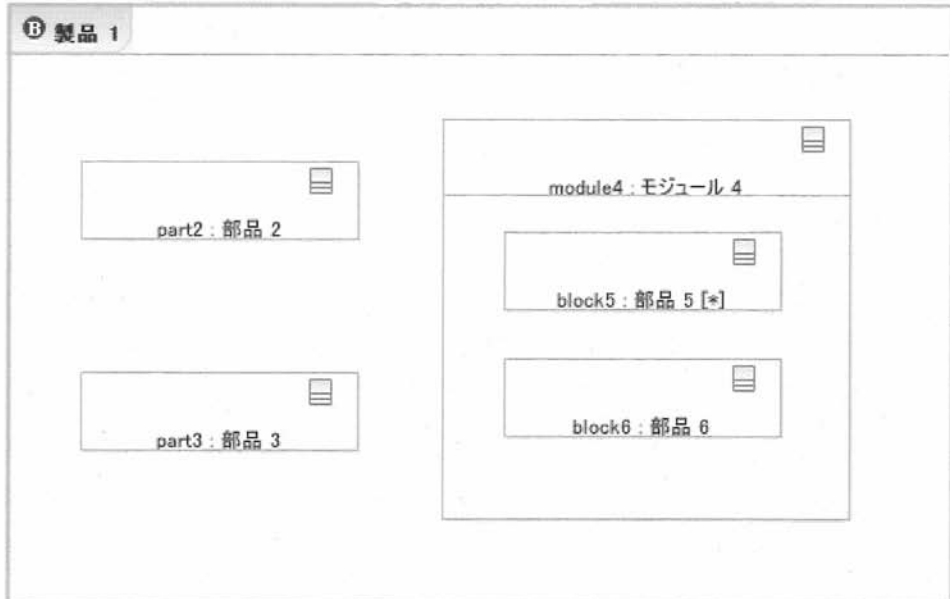 B 製品 1
part2 : 部品 2
part3 : 部品 3
module4 : モジュール 4
block5 : 部品 5 [*]
block6 : 部品 6